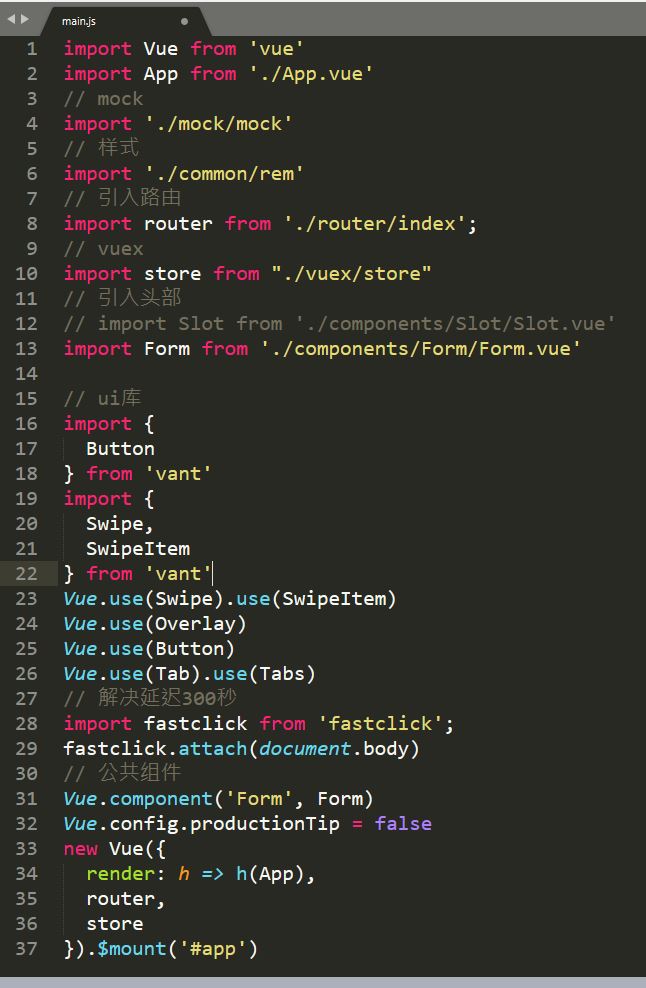 main.js
1 import Vue from 'vue'
2 import App from './App.vue'
3 // mock
4 import './mock/mock'
5 // 样式
6 import './common/rem'
7 // 引入路由
8 import router from './router/index';
9 // vuex
10 import store from "./vuex/store"
11 // 引入头部
12 // import Slot from './components/Slot/Slot.vue'
13 import Form from './components/Form/Form.vue'
14
15 // ui库
16 import {
17   Button
18 } from 'vant'
19 import {
20   Swipe,
21   SwipeItem
22 } from 'vant'
23 Vue.use(Swipe).use(SwipeItem)
24 Vue.use(Overlay)
25 Vue.use(Button)
26 Vue.use(Tab).use(Tabs)
27 // 解决延迟300秒
28 import fastclick from 'fastclick';
29 fastclick.attach(document.body)
30 // 公共组件
31 Vue.component('Form', Form)
32 Vue.config.productionTip = false
33 new Vue({
34   render: h => h(App),
35   router,
36   store
37 }).$mount('#app')